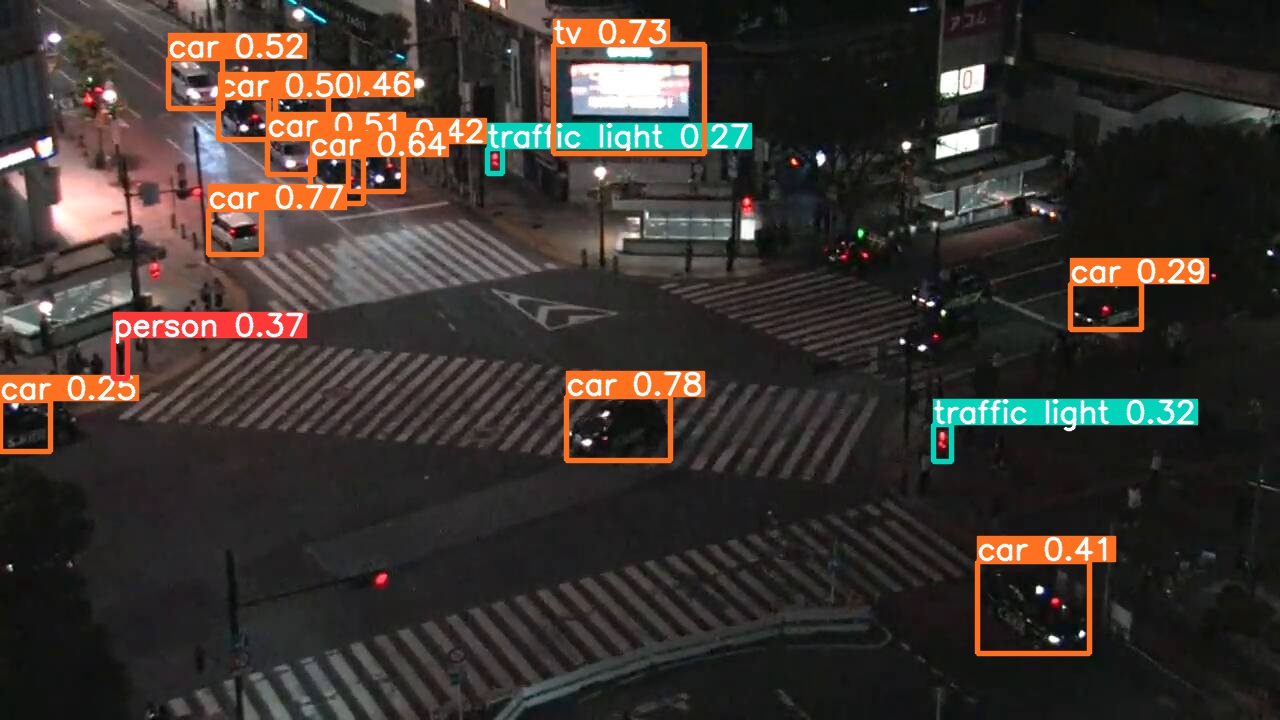 car 0.52
tv 0.73
アコム
car 0.50
0.46
car 0.51
0.42
car 0.64
traffic light 0.27
car 0.77
car 0.29
person 0.37
car 0.25
car 0.78
traffic light 0.32
car 0.41